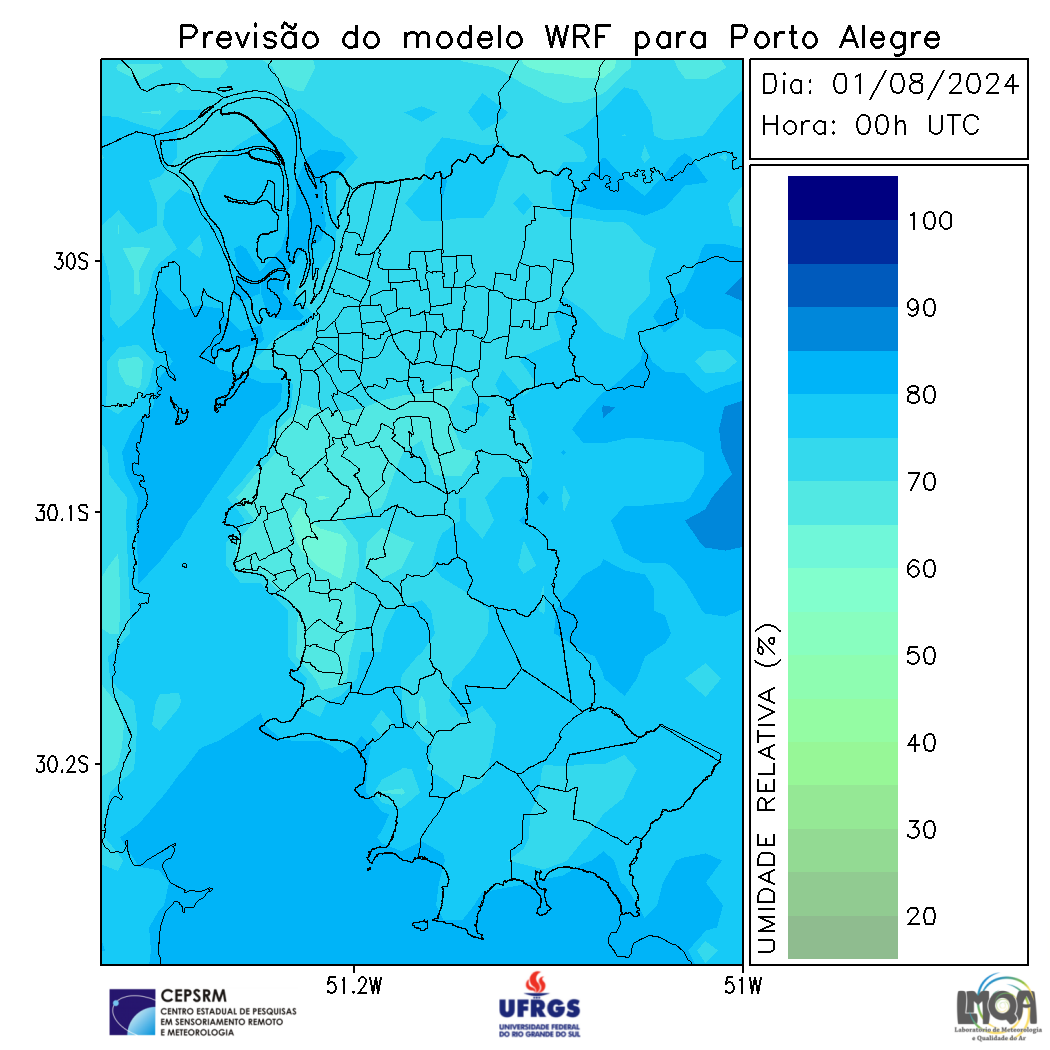 Previsão do modelo WRF para Porto Alegre
Dia: 01/08/2024
Hora: 00h UTC
30S
30.1S
30.2S
51.2W
51W
UMIDADE RELATIVA (%)
100
90
80
70
60
50
40
30
20
CEPSRM
CENTRO ESTADUAL DE PESQUISAS
EM SENSORIAMENTO REMOTO
E METEOROLOGIA
UFRGS
UNIVERSIDADE FEDERAL
DO RIO GRANDE DO SUL
LMQA
Laboratório de Meteorologia
e Qualidade do Ar